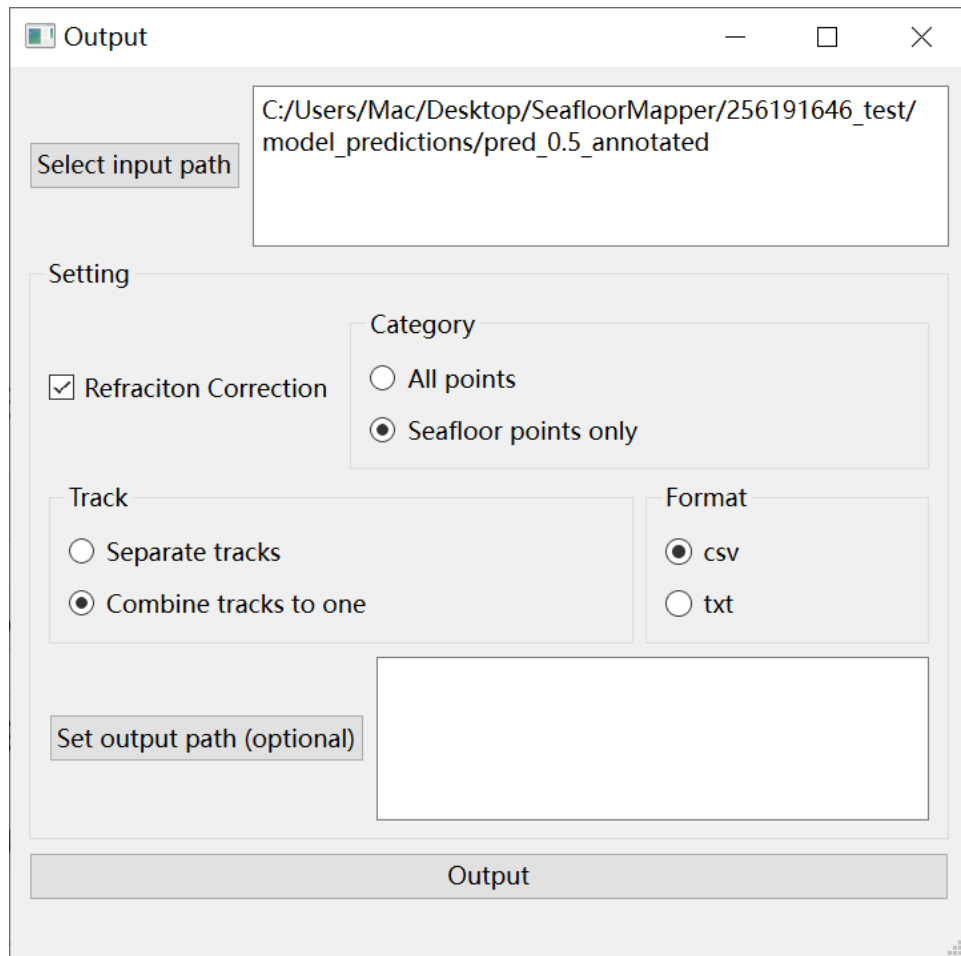 Output
C:/Users/Mac/Desktop/SeafloorMapper/256191646_test/
model_predictions/pred_0.5_annotated
Select input path
Setting
Category
All points
Refraciton Correction
Seafloor points only
Track
Format
Separate tracks
csv
Combine tracks to one
txt
Set output path (optional)
Output